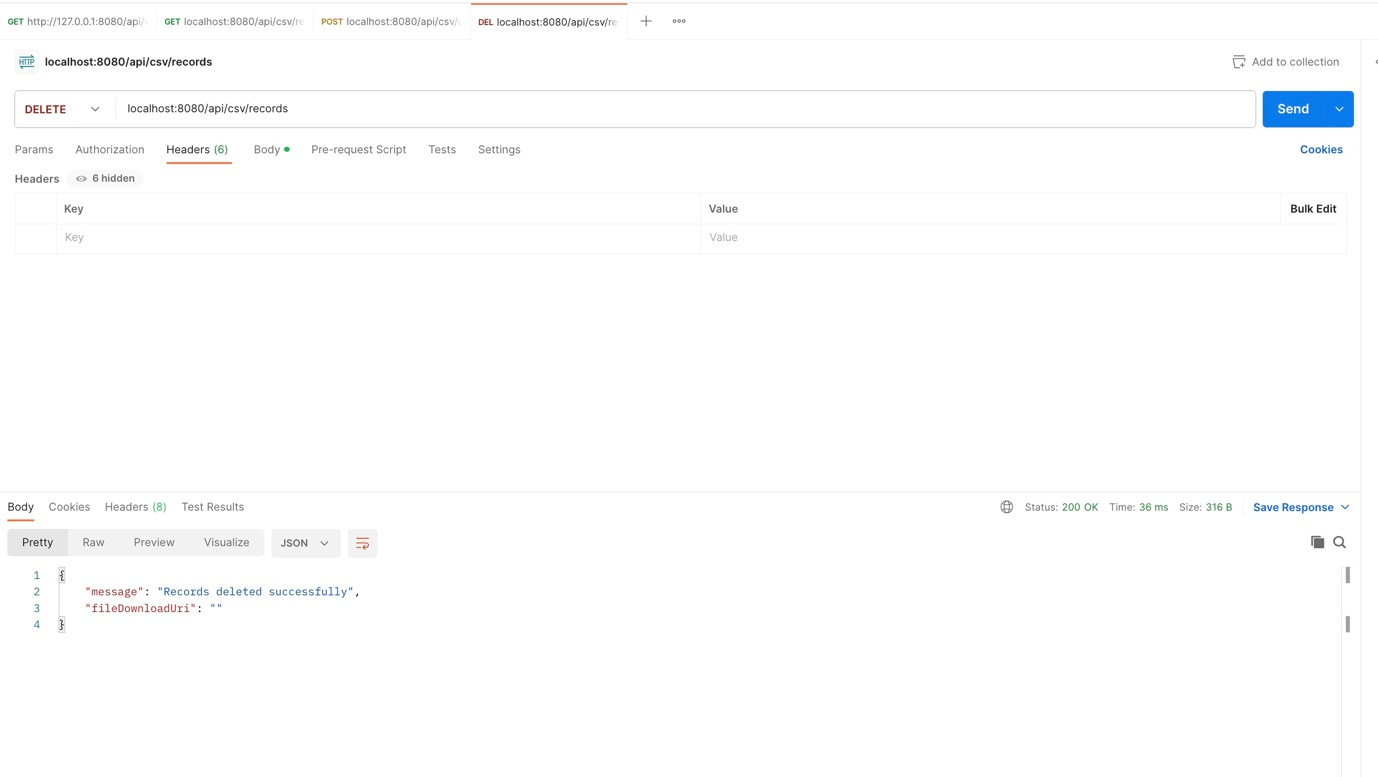 GET http://127.0.0.1:8080/api/ GET localhost:8080/api/csv/re POST localhost:8080/api/csv/ DEL localhost:8080/api/csv/re
HTTP localhost:8080/api/csv/records Add to collection
DELETE localhost:8080/api/csv/records Send
Params Authorization Headers (6) Body Pre-request Script Tests Settings Cookies
Headers 6 hidden
Key Value Bulk Edit
Key Value
Body Cookies Headers (8) Test Results Status: 200 OK Time: 36 ms Size: 316 B Save Response
Pretty Raw Preview Visualize JSON
1 {
2 "message": "Records deleted successfully",
3 "fileDownloadUri": ""
4 }